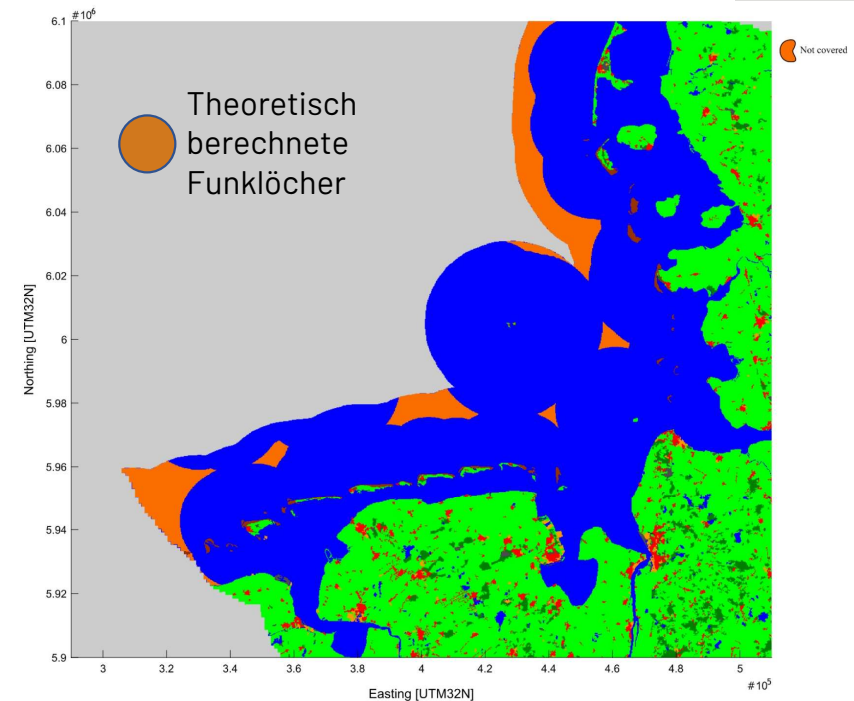 #10⁶
6.1
6.08
6.06
6.04
6.02
6
5.98
5.96
5.94
5.92
5.9
Northing [UTM32N]
Theoretisch
berechnete
Funklöcher
Not covered
3 3.2 3.4 3.6 3.8 4 4.2 4.4 4.6 4.8 5
#10⁵
Easting [UTM32N]